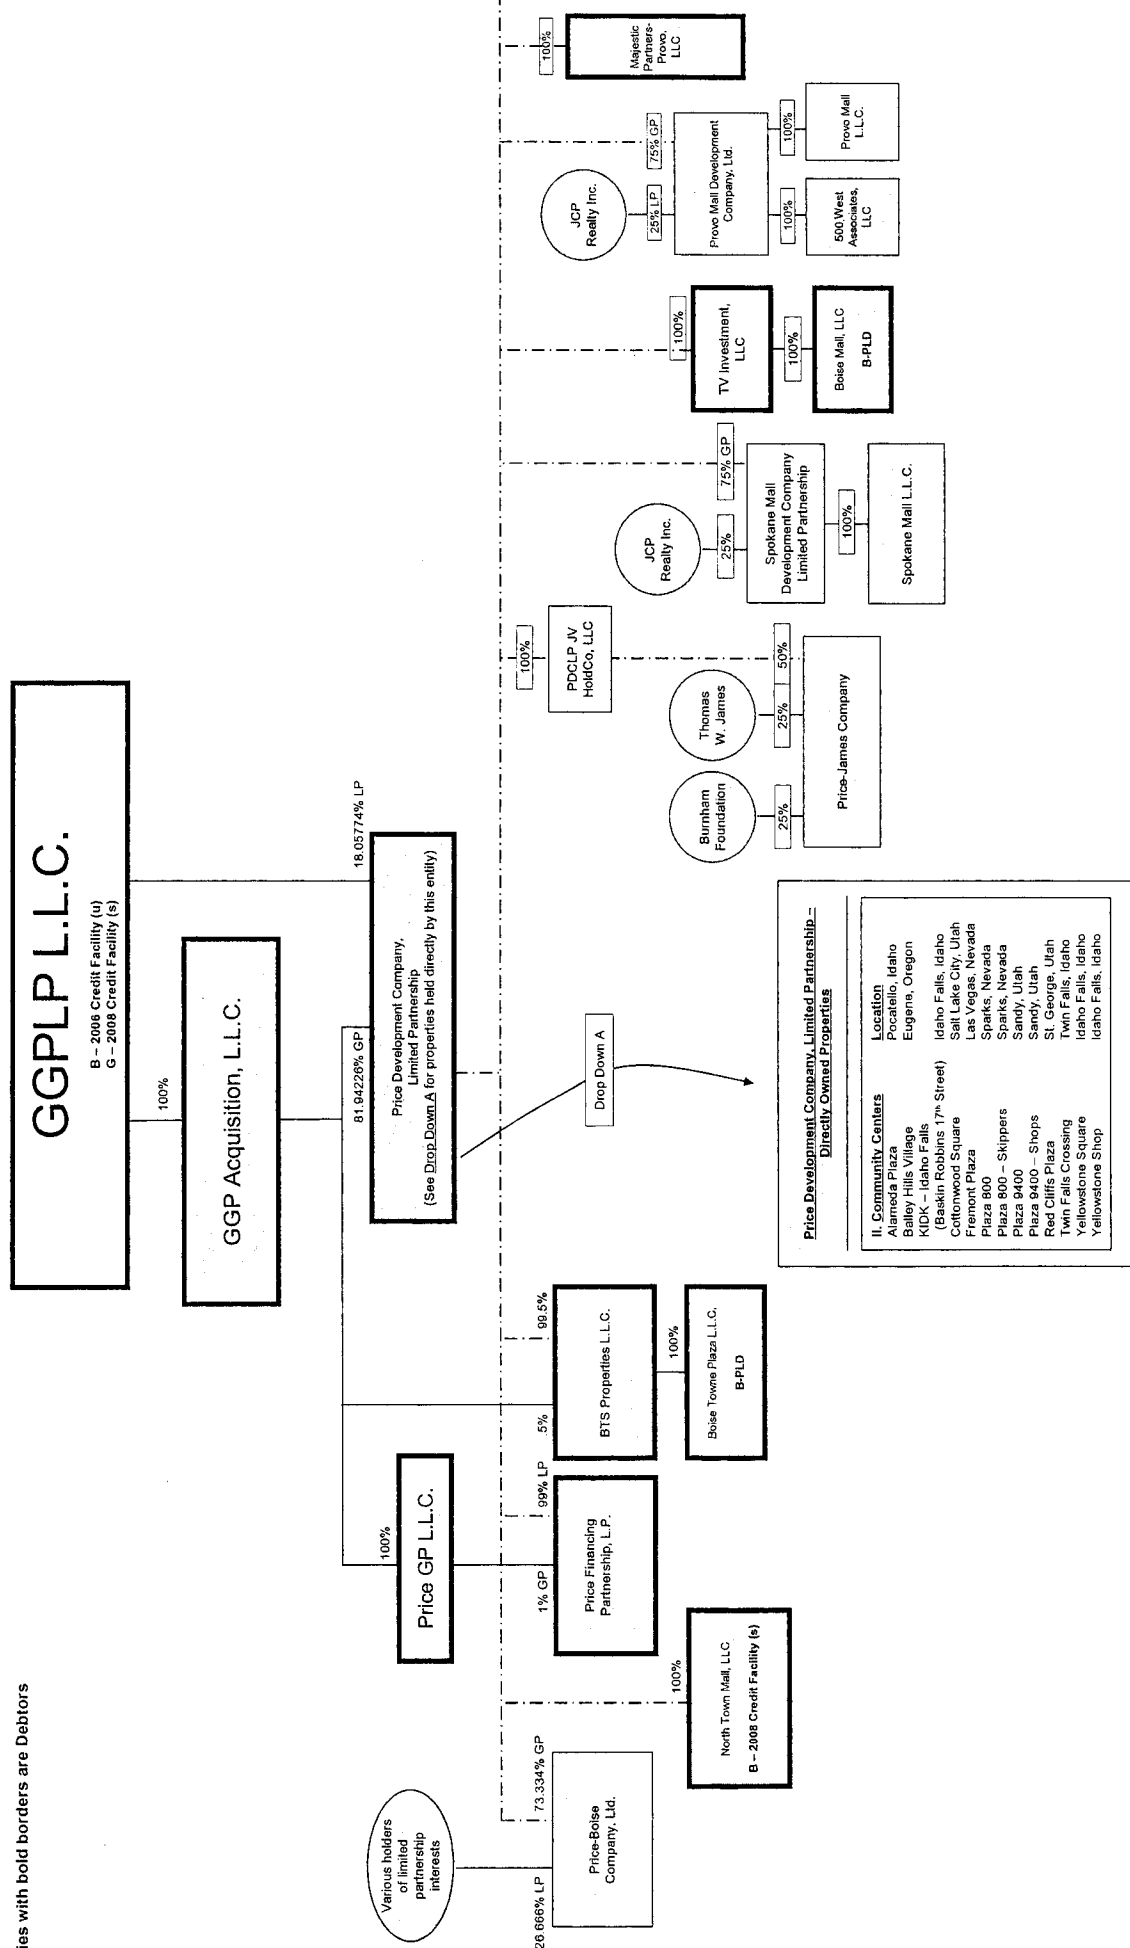 ies with bold borders are Debtors
GGPLP L.L.C.
B – 2006 Credit Facility (u)
G – 2008 Credit Facility (s)
100%
GGP Acquisition, L.L.C.
18.05774% LP
81.94226% GP
Price Development Company,
Limited Partnership
(See Drop Down A for properties held directly by this entity)
100%
Price GP L.L.C.
Various holders
of limited
partnership
interests
26.666% LP
73.334% GP
Price-Boise
Company, Ltd.
100%
North Town Mall, LLC
B – 2008 Credit Facility (s)
1% GP
99% LP
Price Financing
Partnership, L.P.
.5%
99.5%
BTS Properties L.L.C.
100%
Boise Towne Plaza L.L.C.
B-PLD
Drop Down A
Price Development Company, Limited Partnership –
Directly Owned Properties
II. Community Centers Location
Alameda Plaza Pocatello, Idaho
Bailey Hills Village Eugene, Oregon
KIDK – Idaho Falls
(Baskin Robbins 17th Street) Idaho Falls, Idaho
Cottonwood Square Salt Lake City, Utah
Fremont Plaza Las Vegas, Nevada
Plaza 800 Sparks, Nevada
Plaza 800 – Skippers Sparks, Nevada
Plaza 9400 Sandy, Utah
Plaza 9400 – Shops Sandy, Utah
Red Cliffs Plaza St. George, Utah
Twin Falls Crossing Twin Falls, Idaho
Yellowstone Square Idaho Falls, Idaho
Yellowstone Shop Idaho Falls, Idaho
100%
PDCLP JV
HoldCo, LLC
Burnham
Foundation
Thomas
W. James
25%
25%
50%
Price-James Company
JCP
Realty Inc.
25%
75% GP
Spokane Mall
Development Company
Limited Partnership
100%
Spokane Mall L.L.C.
100%
TV Investment,
LLC
100%
Boise Mall, LLC
B-PLD
JCP
Realty Inc.
25% LP
75% GP
Provo Mall Development
Company, Ltd.
100%
100%
500 West
Associates,
LLC
Provo Mall
L.L.C.
100%
Majestic
Partners-
Provo,
LLC